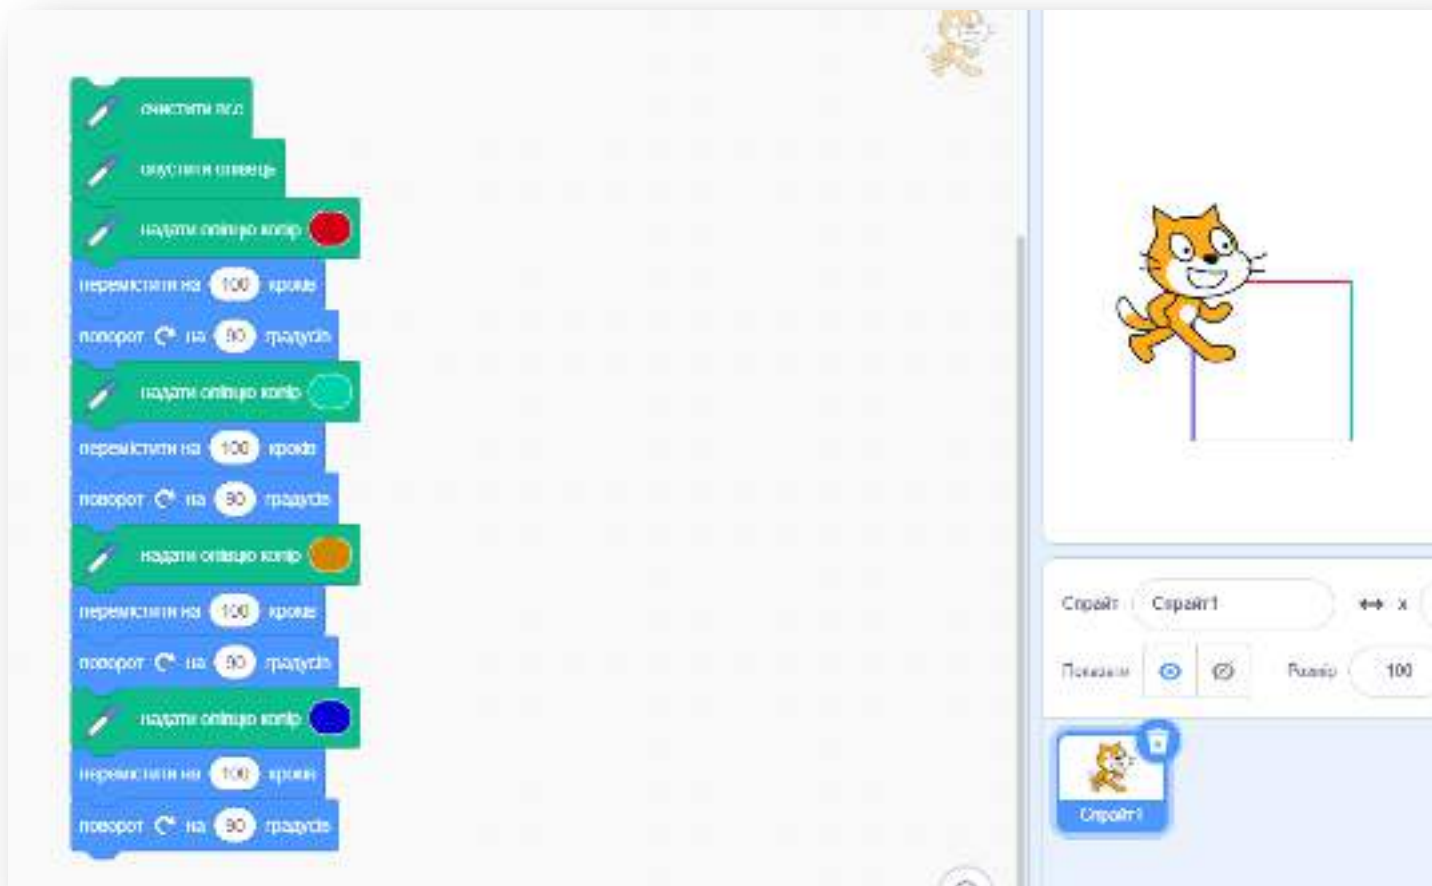 очистити все
опустити олівець
надати олівцю колір
перемістити на 100 кроків
поворот на 90 градусів
надати олівцю колір
перемістити на 100 кроків
поворот на 90 градусів
надати олівцю колір
перемістити на 100 кроків
поворот на 90 градусів
надати олівцю колір
перемістити на 100 кроків
поворот на 90 градусів
Спрайт Спрайт1 x
Показати Розмір 100
Спрайт1